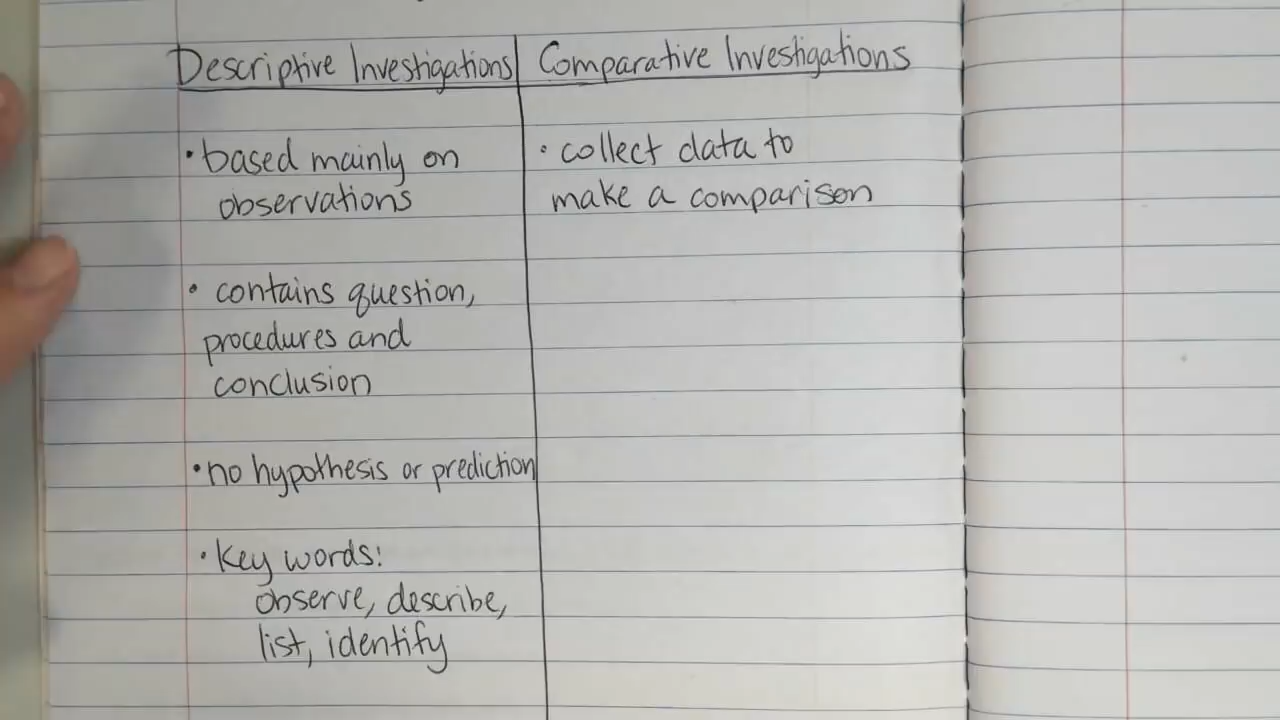 Descriptive Investigations
• based mainly on
observations
• contains question,
procedures and
conclusion
• no hypothesis or prediction
• Key words:
observe, describe,
list, identify
Comparative Investigations
• collect data to
make a comparison